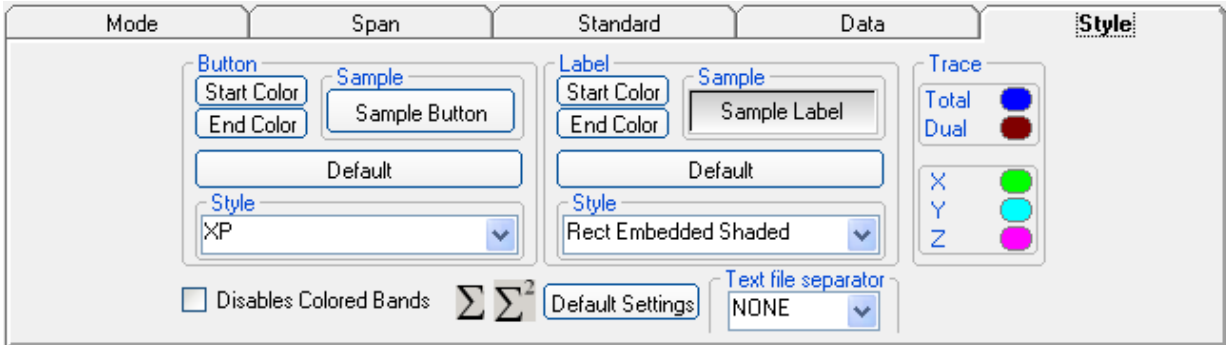 Mode Span Standard Data Style
Button Label Trace
Start Color Sample Start Color Sample Total
End Color Sample Button End Color Sample Label Dual
Default Default
X
Style Style Y
XP Rect Embedded Shaded Z
Text file separator
Disables Colored Bands Σ Σ² Default Settings NONE